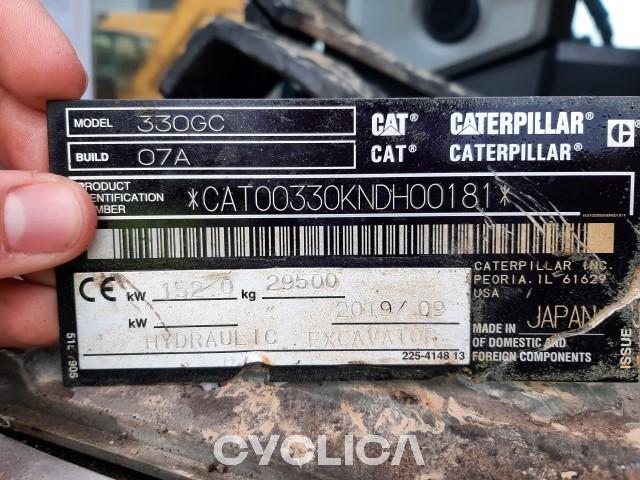 MODEL 330GC CAT CATERPILLAR C
BUILD 07A CAT CATERPILLAR
PRODUCT IDENTIFICATION NUMBER *CAT00330KNDH00181*
CE kW 152.0 kg 29500
CATERPILLAR INC.
PEORIA, IL 61629
USA
kW 2019/09
HYDRAULIC EXCAVATOR
225-4148 13
MADE IN JAPAN
OF DOMESTIC AND
FOREIGN COMPONENTS
ISSUE
CYCLICA